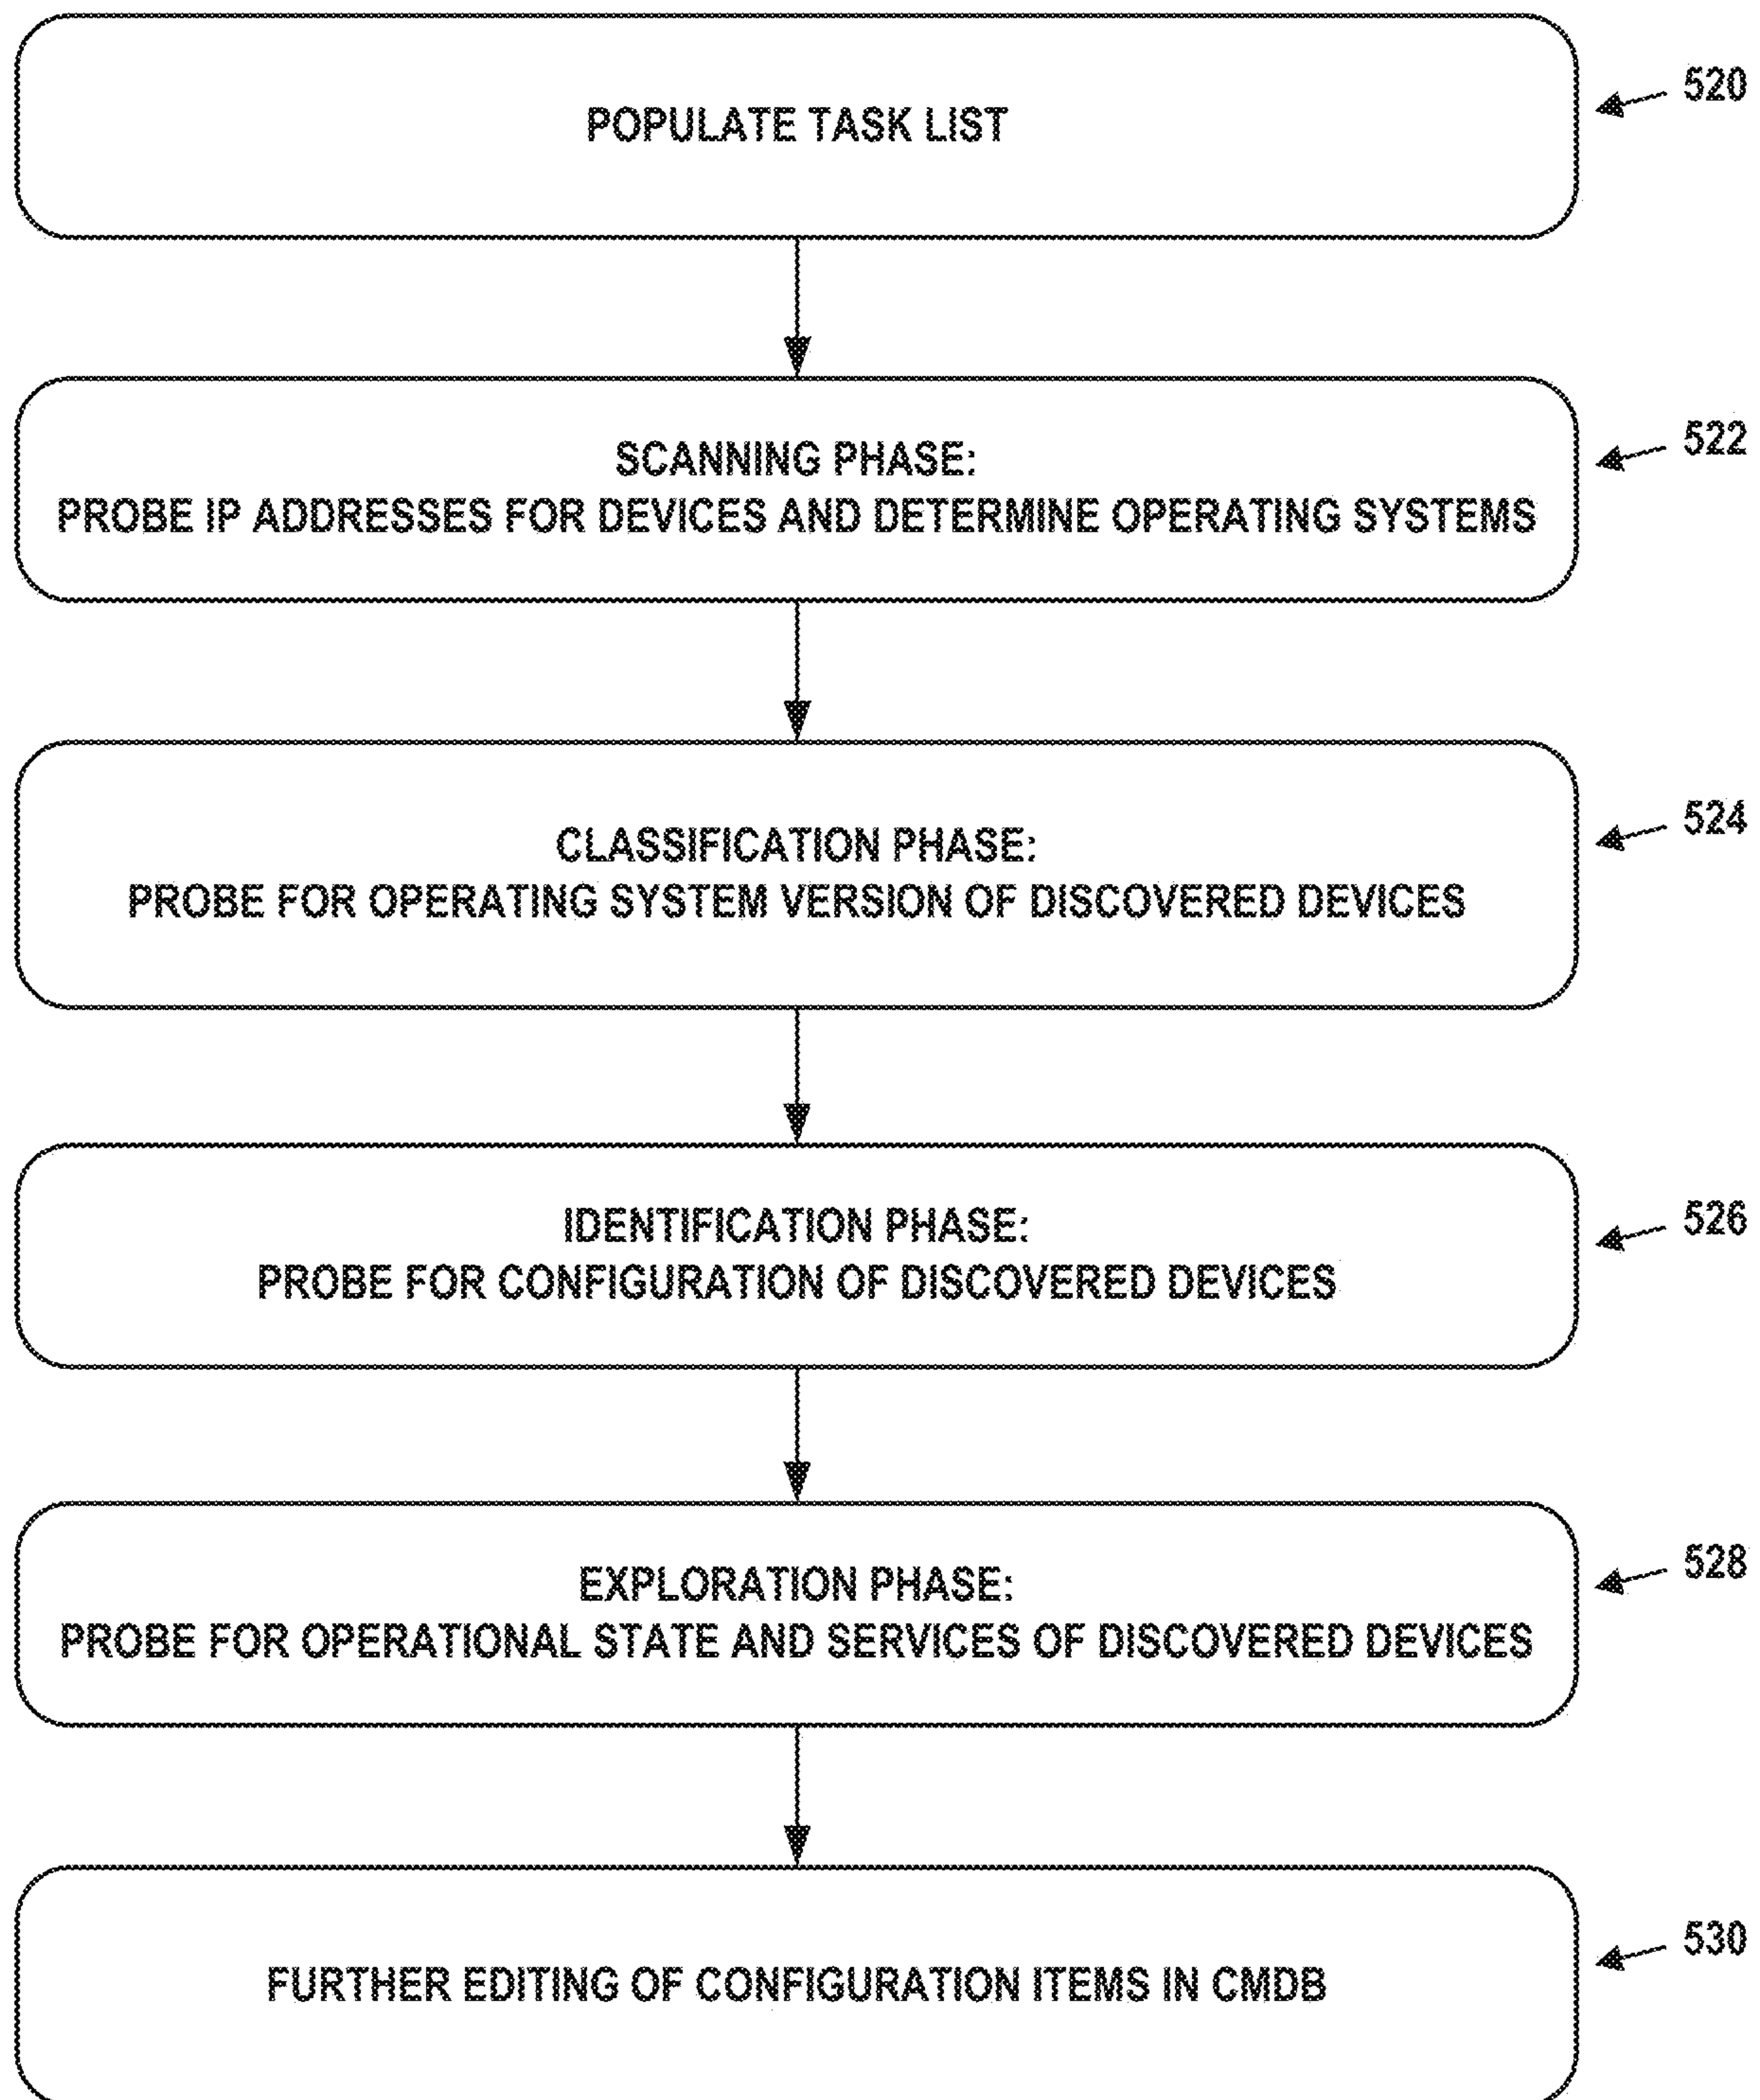 POPULATE TASK LIST
520
SCANNING PHASE:
PROBE IP ADDRESSES FOR DEVICES AND DETERMINE OPERATING SYSTEMS
522
CLASSIFICATION PHASE:
PROBE FOR OPERATING SYSTEM VERSION OF DISCOVERED DEVICES
524
IDENTIFICATION PHASE:
PROBE FOR CONFIGURATION OF DISCOVERED DEVICES
526
EXPLORATION PHASE:
PROBE FOR OPERATIONAL STATE AND SERVICES OF DISCOVERED DEVICES
528
FURTHER EDITING OF CONFIGURATION ITEMS IN CMDB
530